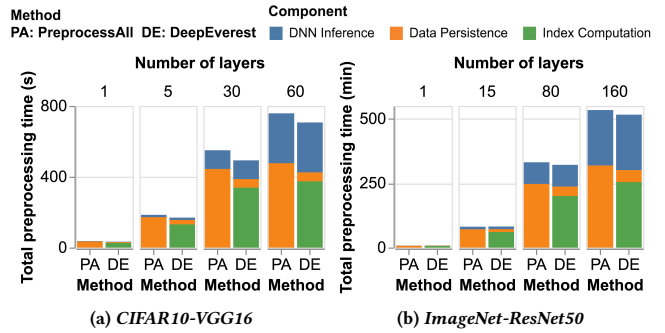 Method
PA: PreprocessAll DE: DeepEverest
Component
DNN Inference Data Persistence Index Computation
Number of layers
1 5 30 60
Total preprocessing time (s)
800
400
0
PA DE PA DE PA DE PA DE
Method Method Method Method
(a) CIFAR10-VGG16
Number of layers
1 15 80 160
Total preprocessing time (min)
500
250
0
PA DE PA DE PA DE PA DE
Method Method Method Method
(b) ImageNet-ResNet50